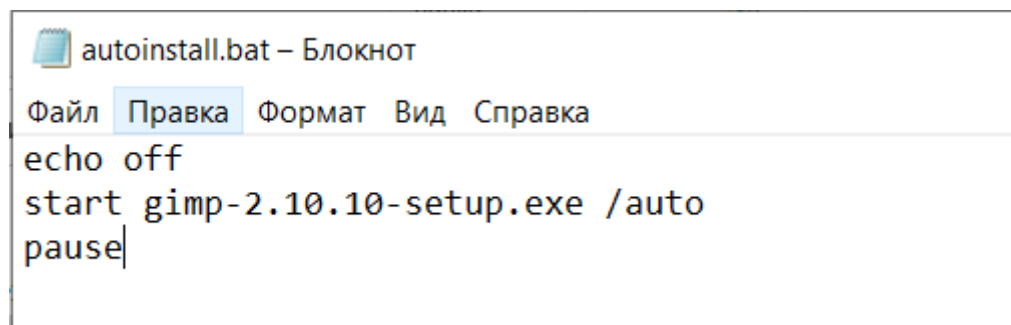 autoinstall.bat – Блокнот
Файл Правка Формат Вид Справка
echo off
start gimp-2.10.10-setup.exe /auto
pause